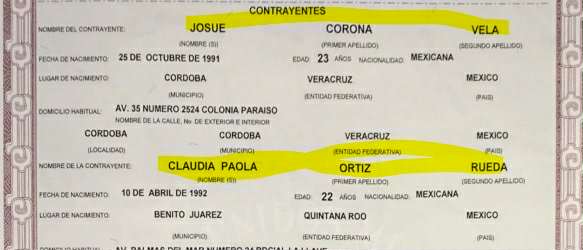 CONTRAYENTES
NOMBRE DEL CONTRAYENTE: JOSUE CORONA VELA
(NOMBRE (S)) (PRIMER APELLIDO) (SEGUNDO APELLIDO)
FECHA DE NACIMIENTO: 25 DE OCTUBRE DE 1991 EDAD: 23 AÑOS NACIONALIDAD: MEXICANA
LUGAR DE NACIMIENTO: CORDOBA VERACRUZ MEXICO
(MUNICIPIO) (ENTIDAD FEDERATIVA) (PAIS)
DOMICILIO HABITUAL: AV. 35 NUMERO 2524 COLONIA PARAISO
NOMBRE DE LA CALLE, No. DE EXTERIOR E INTERIOR
CORDOBA CORDOBA VERACRUZ MEXICO
(LOCALIDAD) (MUNICIPIO) (ENTIDAD FEDERATIVA) (PAIS)
NOMBRE DE LA CONTRAYENTE: CLAUDIA PAOLA ORTIZ RUEDA
(NOMBRE (S)) (PRIMER APELLIDO) (SEGUNDO APELLIDO)
FECHA DE NACIMIENTO: 10 DE ABRIL DE 1992 EDAD: 22 AÑOS NACIONALIDAD: MEXICANA
LUGAR DE NACIMIENTO: BENITO JUAREZ QUINTANA ROO MEXICO
(MUNICIPIO) (ENTIDAD FEDERATIVA) (PAIS)